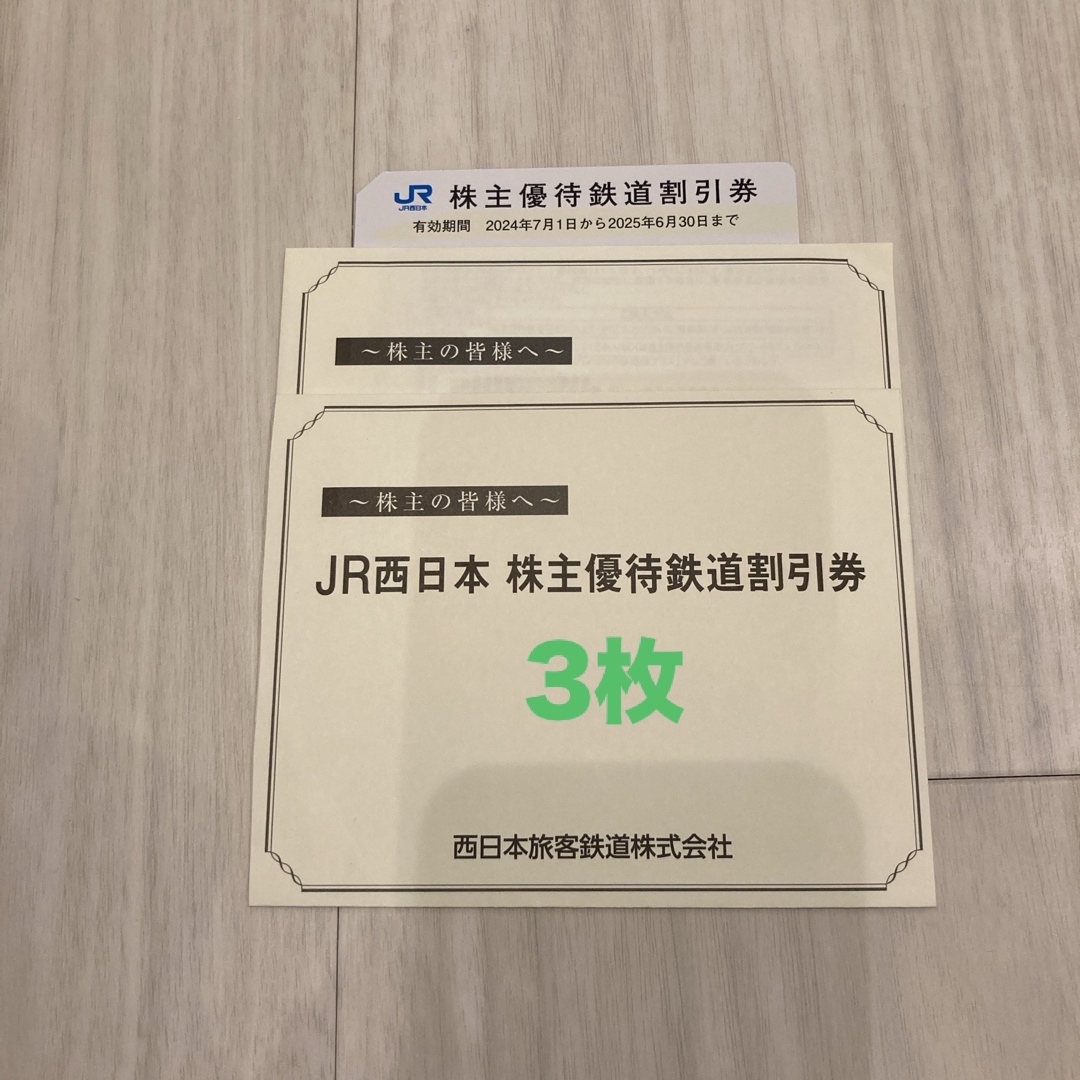 JR 株主優待鉄道割引券
JR西日本
有効期間 2024年7月1日から2025年6月30日まで
～株主の皆様へ～
～株主の皆様へ～
JR西日本 株主優待鉄道割引券
3枚
西日本旅客鉄道株式会社